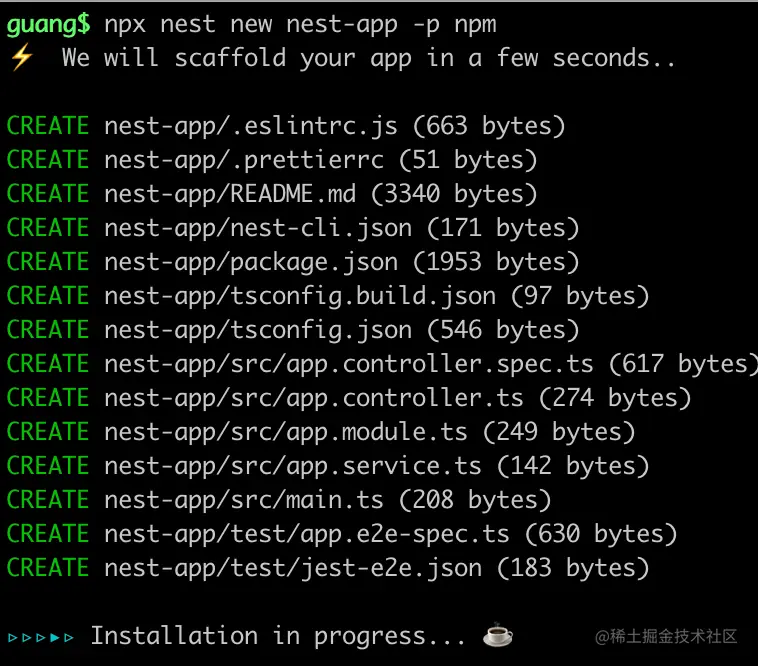 guang$ npx nest new nest-app -p npm
⚡ We will scaffold your app in a few seconds..
CREATE nest-app/.eslintrc.js (663 bytes)
CREATE nest-app/.prettierrc (51 bytes)
CREATE nest-app/README.md (3340 bytes)
CREATE nest-app/nest-cli.json (171 bytes)
CREATE nest-app/package.json (1953 bytes)
CREATE nest-app/tsconfig.build.json (97 bytes)
CREATE nest-app/tsconfig.json (546 bytes)
CREATE nest-app/src/app.controller.spec.ts (617 bytes)
CREATE nest-app/src/app.controller.ts (274 bytes)
CREATE nest-app/src/app.module.ts (249 bytes)
CREATE nest-app/src/app.service.ts (142 bytes)
CREATE nest-app/src/main.ts (208 bytes)
CREATE nest-app/test/app.e2e-spec.ts (630 bytes)
CREATE nest-app/test/jest-e2e.json (183 bytes)
▹▹▹▸▹ Installation in progress... ☕
@稀土掘金技术社区